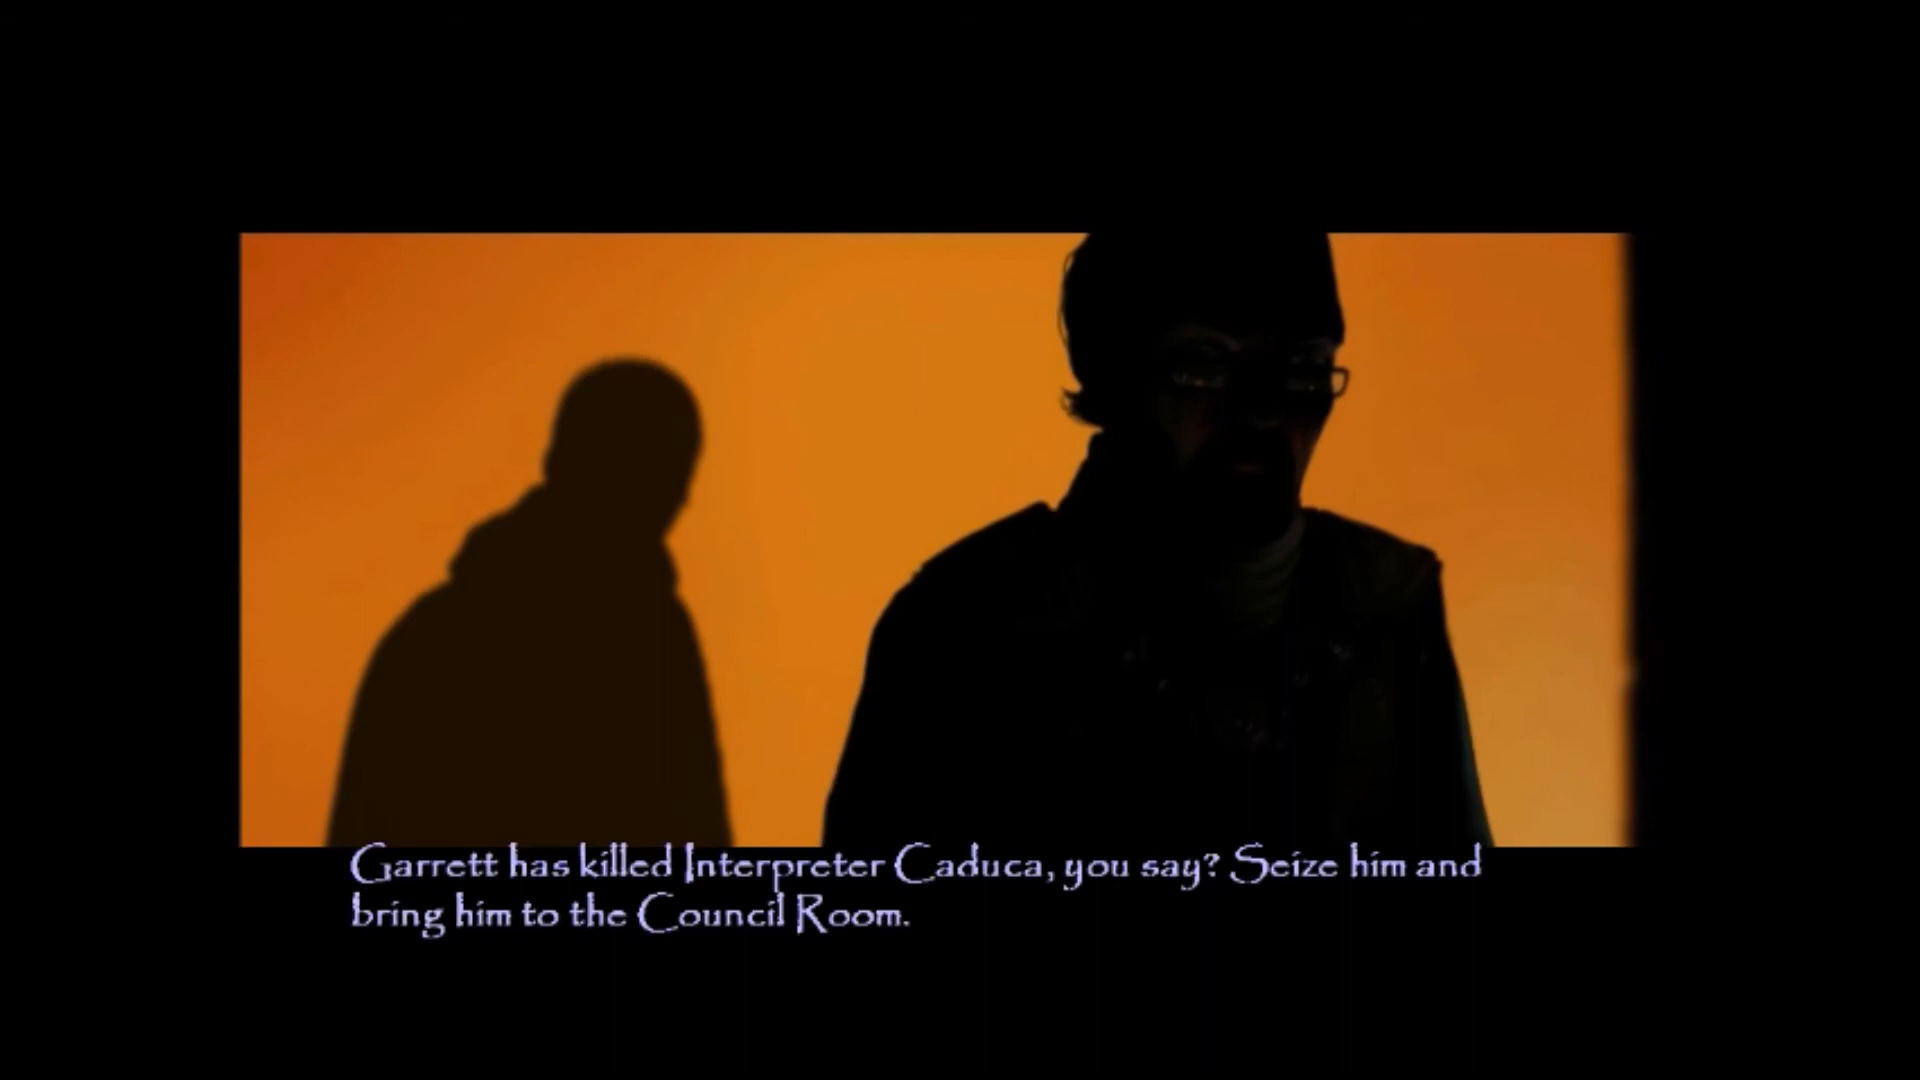 Garrett has killed Interpreter Caduca, you say? Seize him and
bring him to the Council Room.